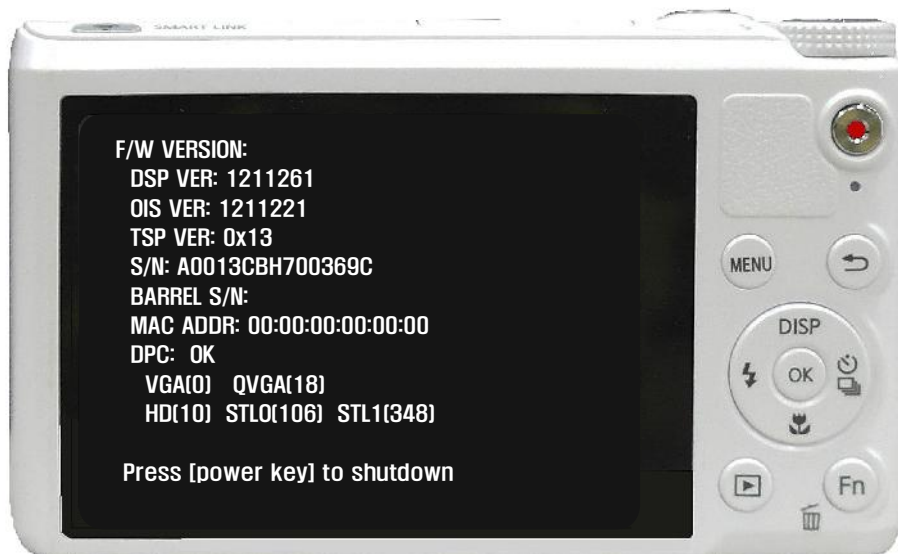 SMART LINK
F/W VERSION:
DSP VER: 1211261
OIS VER: 1211221
TSP VER: 0x13
S/N: A0013CBH700369C
BARREL S/N:
MAC ADDR: 00:00:00:00:00:00
DPC: OK
VGA(0) QVGA(18)
HD(10) STL0(106) STL1(348)
Press [power key] to shutdown
MENU
DISP
OK
Fn